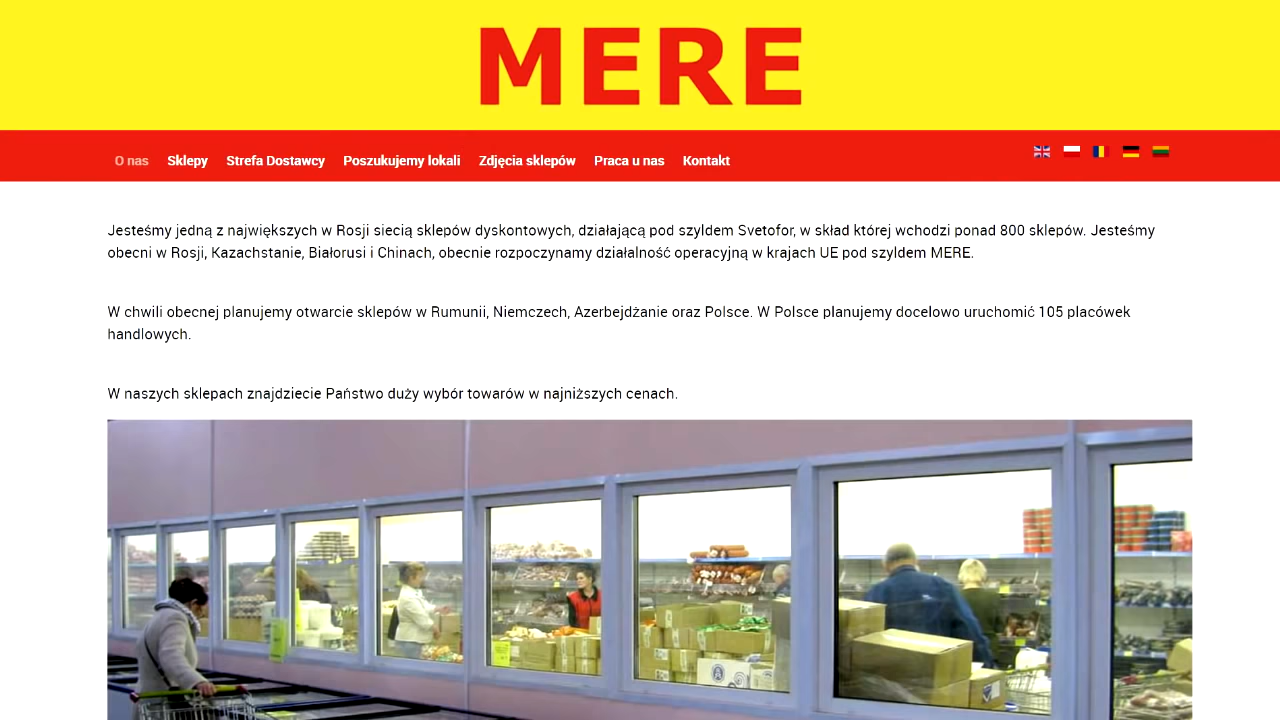 MERE
O nas Sklepy Strefa Dostawcy Poszukujemy lokali Zdjęcia sklepów Praca u nas Kontakt
Jesteśmy jedną z największych w Rosji siecią sklepów dyskontowych, działającą pod szyldem Svetofor, w skład której wchodzi ponad 800 sklepów. Jesteśmy
obecni w Rosji, Kazachstanie, Białorusi i Chinach, obecnie rozpoczynamy działalność operacyjną w krajach UE pod szyldem MERE.
W chwili obecnej planujemy otwarcie sklepów w Rumunii, Niemczech, Azerbejdżanie oraz Polsce. W Polsce planujemy docelowo uruchomić 105 placówek
handlowych.
W naszych sklepach znajdziecie Państwo duży wybór towarów w najniższych cenach.